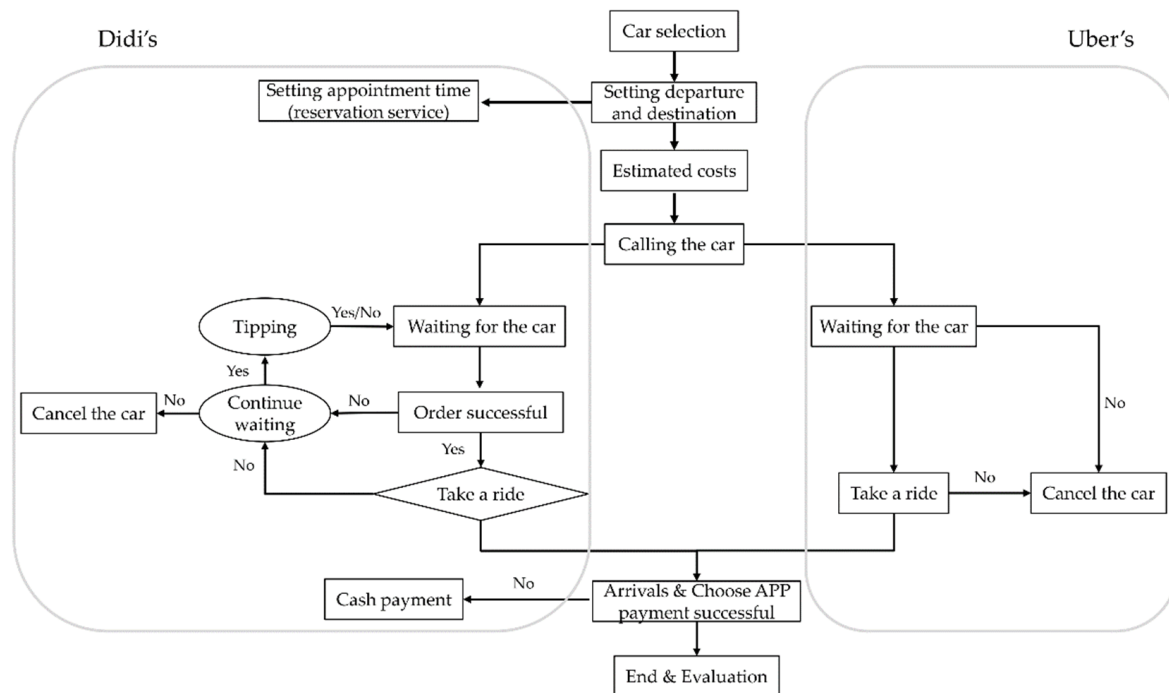 Didi's
Car selection
Uber's
Setting appointment time
(reservation service)
Setting departure
and destination
Estimated costs
Calling the car
Tipping
Yes/No
Waiting for the car
Waiting for the car
Yes
Cancel the car
No
Continue
waiting
No
Order successful
No
Yes
No
Take a ride
Take a ride
No
Cancel the car
Cash payment
No
Arrivals & Choose APP
payment successful
End & Evaluation